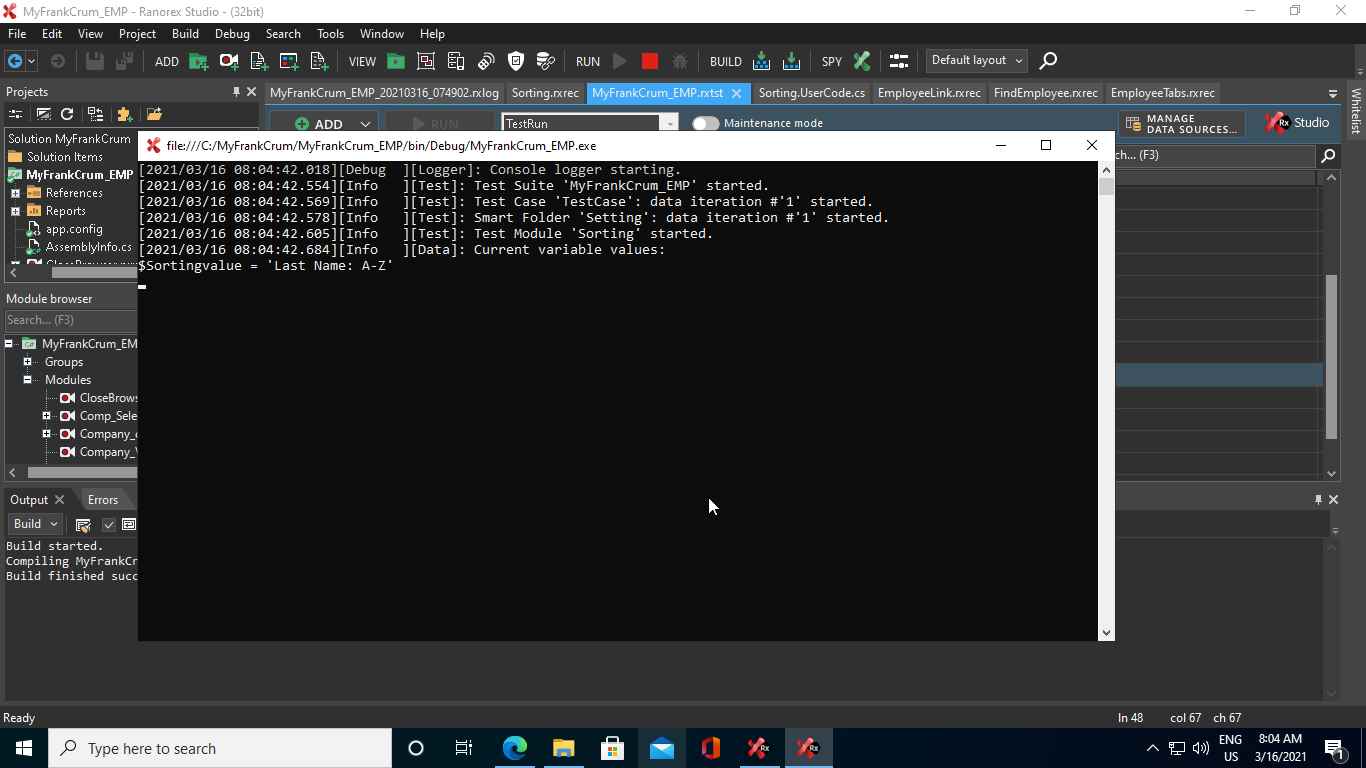 MyFrankCrum_EMP - Ranorex Studio - (32bit)
File Edit View Project Build Debug Search Tools Window Help
ADD VIEW RUN BUILD SPY Default layout
Projects
MyFrankCrum_EMP_20210316_074902.rxlog Sorting.rxrec MyFrankCrum_EMP.rxtst Sorting.UserCode.cs EmployeeLink.rxrec FindEmployee.rxrec EmployeeTabs.rxrec
Whitelist
ADD RUN TestRun Maintenance mode MANAGE
DATA SOURCES... Rx Studio
Solution MyFrankCrum
Solution Items
MyFrankCrum_EMP
References
Reports
app.config
AssemblyInfo.cs
ch... (F3)
file:///C:/MyFrankCrum/MyFrankCrum_EMP/bin/Debug/MyFrankCrum_EMP.exe
[2021/03/16 08:04:42.018][Debug ][Logger]: Console logger starting.
[2021/03/16 08:04:42.554][Info ][Test]: Test Suite 'MyFrankCrum_EMP' started.
[2021/03/16 08:04:42.569][Info ][Test]: Test Case 'TestCase': data iteration #'1' started.
[2021/03/16 08:04:42.578][Info ][Test]: Smart Folder 'Setting': data iteration #'1' started.
[2021/03/16 08:04:42.605][Info ][Test]: Test Module 'Sorting' started.
[2021/03/16 08:04:42.684][Info ][Data]: Current variable values:
$Sortingvalue = 'Last Name: A-Z'
Module browser
Search... (F3)
MyFrankCrum_EM
Groups
Modules
CloseBrows
Comp_Sele
Company_
Company_
Output Errors
Build
Build started.
Compiling MyFrankCr
Build finished succ
Ready ln 48 col 67 ch 67
Type here to search
Rx
Rx
ENG
US
8:04 AM
3/16/2021
1